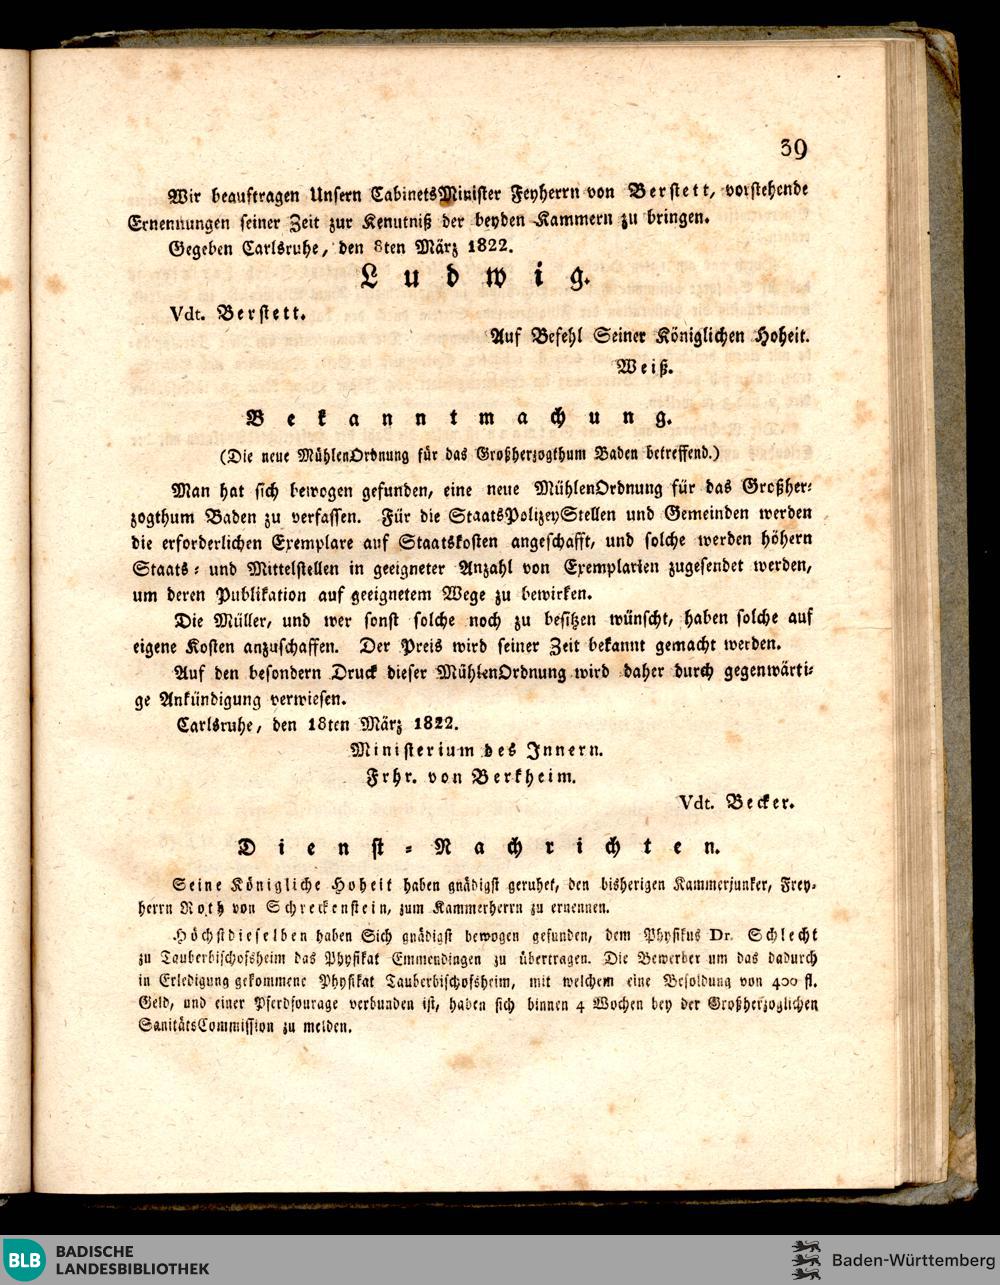 39
Wir beauftragen Unsern CabinetsMinister Feyherrn von Berstett, vorstehende
Ernennungen seiner Zeit zur Kenntniß der beyden Kammern zu bringen.
Gegeben Carlsruhe, den 8ten März 1822.
Ludwig.
Vdt. Berstett.
Auf Befehl Seiner Königlichen Hoheit.
Weiß.
Bekanntmachung.
(Die neue MühlenOrdnung für das Großherzogthum Baden betreffend.)
Man hat sich bewogen gefunden, eine neue MühlenOrdnung für das Großher-
zogthum Baden zu verfassen. Für die StaatsPolizeyStellen und Gemeinden werden
die erforderlichen Exemplare auf Staatskosten angeschafft, und solche werden höhern
Staats- und Mittelstellen in geeigneter Anzahl von Exemplarien zugesendet werden,
um deren Publikation auf geeignetem Wege zu bewirken.
Die Müller, und wer sonst solche noch zu besitzen wünscht, haben solche auf
eigene Kosten anzuschaffen. Der Preis wird seiner Zeit bekannt gemacht werden.
Auf den besondern Druck dieser MühlenOrdnung wird daher durch gegenwärti-
ge Ankündigung verwiesen.
Carlsruhe, den 18ten März 1822.
Ministerium des Innern.
Frhr. von Berkheim.
Vdt. Becker.
Dienst-Nachrichten.
Seine Königliche Hoheit haben gnädigst geruhet, den bisherigen Kammerjunker, Frey-
herrn Roth von Schreckenstein, zum Kammerherrn zu ernennen.
Höchstdieselben haben Sich gnädigst bewogen gefunden, dem Physikus Dr. Schlecht
zu Tauberbischofsheim das Physikat Emmendingen zu übertragen. Die Bewerber um das dadurch
in Erledigung gekommene Physikat Tauberbischofsheim, mit welchem eine Besoldung von 400 fl.
Geld, und einer Pferdsfourage verbunden ist, haben sich binnen 4 Wochen bey der Großherzoglichen
SanitätsCommission zu melden.
BLB BADISCHE
LANDESBIBLIOTHEK
Baden-Württemberg